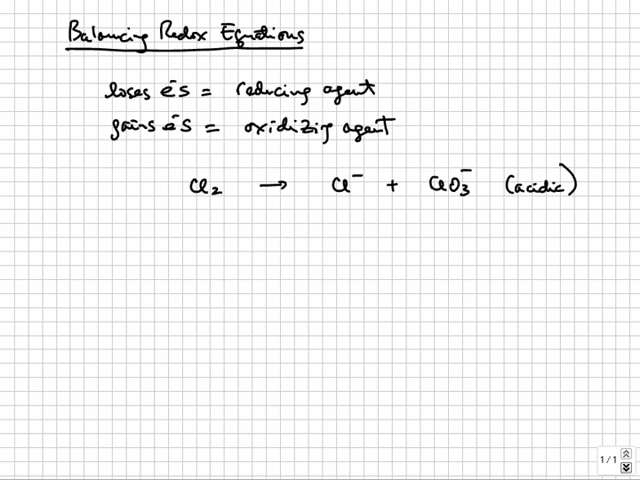 Balancing Redox Equations
loses e⁻s = reducing agent
gains e⁻s = oxidizing agent
Cl₂ → Cl⁻ + ClO₃⁻ (acidic)
1/1